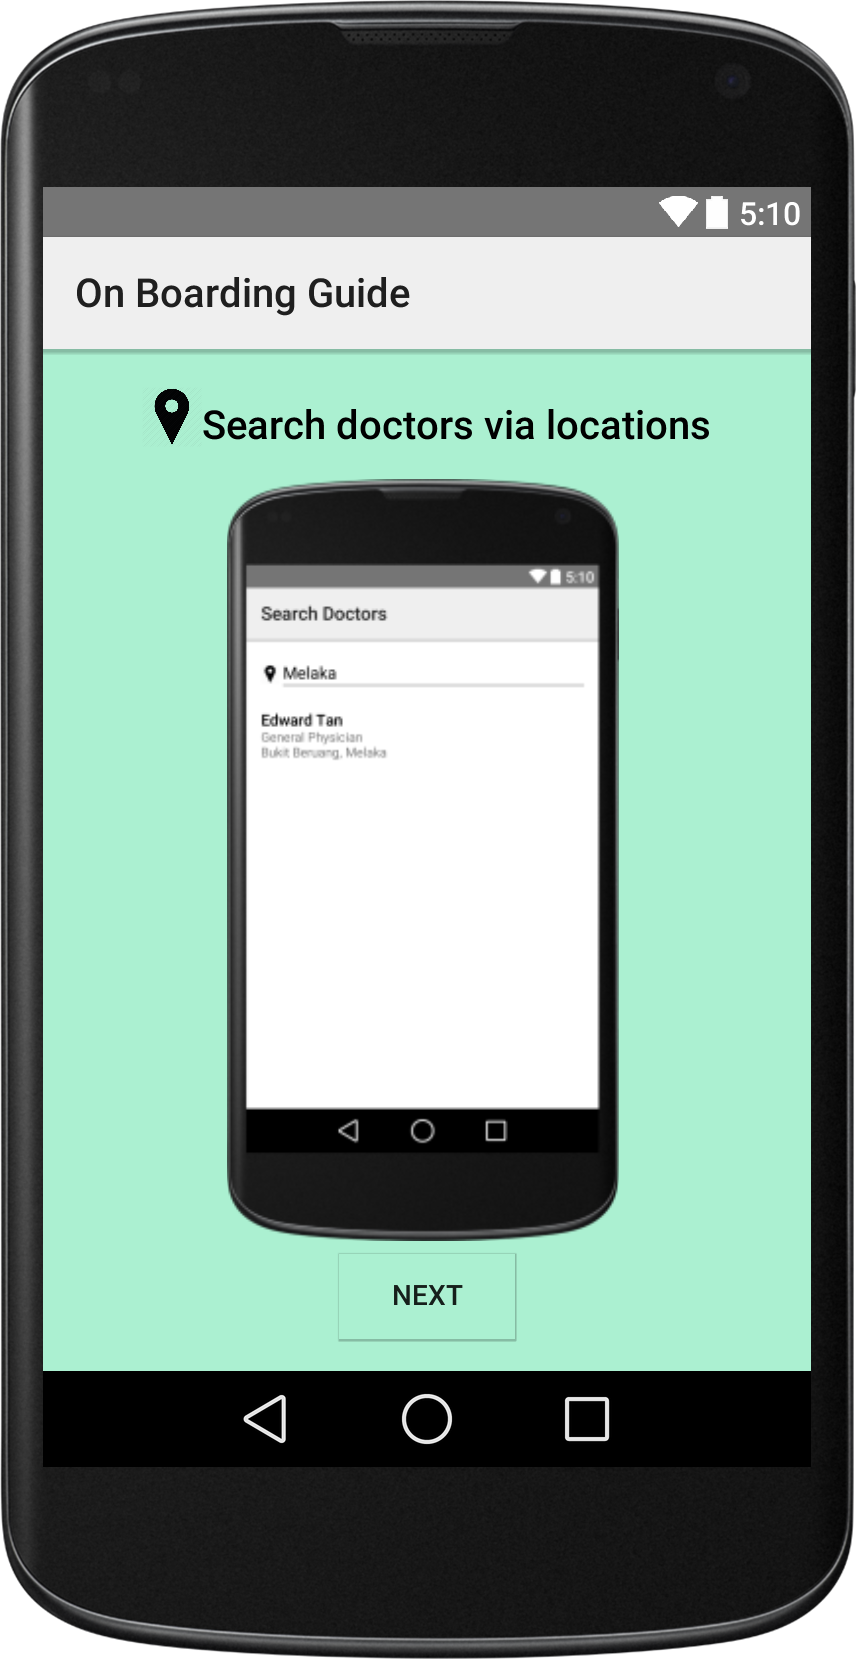 5:10
On Boarding Guide
Search doctors via locations
5:10
Search Doctors
Melaka
Edward Tan
General Physician
Bukit Beruang, Melaka
NEXT